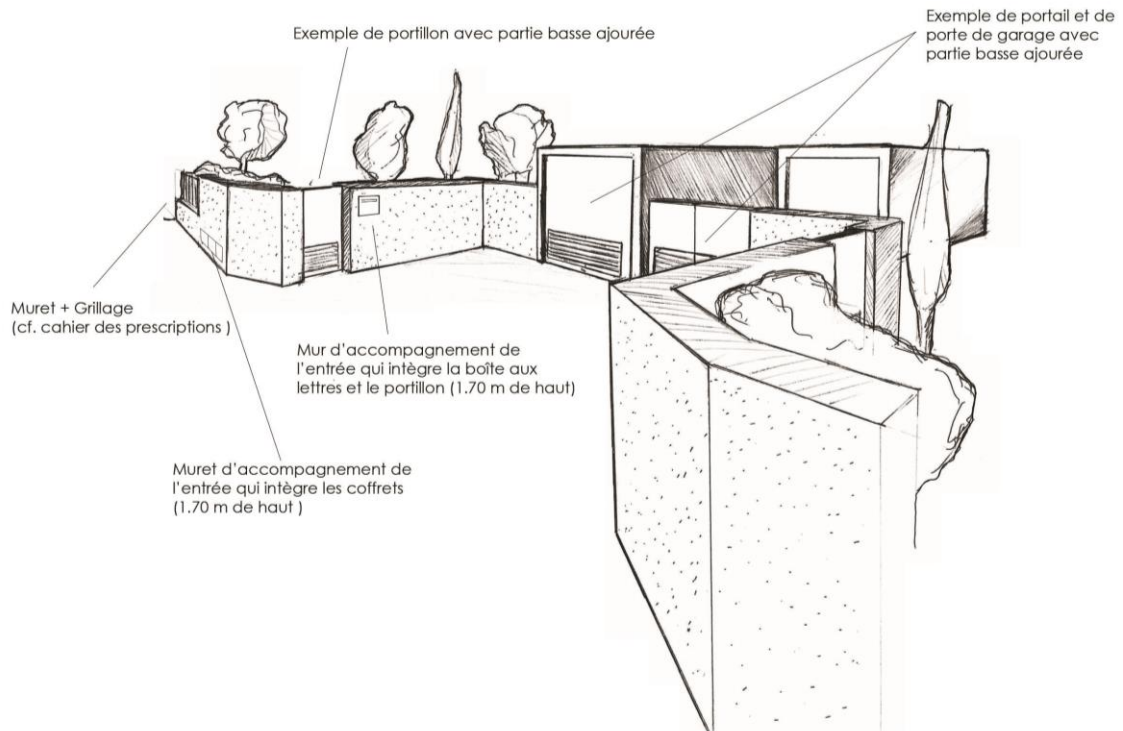 Exemple de portillon avec partie basse ajourée
Exemple de portail et de
porte de garage avec
partie basse ajourée
Muret + Grillage
(cf. cahier des prescriptions )
Mur d'accompagnement de
l'entrée qui intègre la boîte aux
lettres et le portillon (1.70 m de haut)
Muret d'accompagnement de
l'entrée qui intègre les coffrets
(1.70 m de haut )